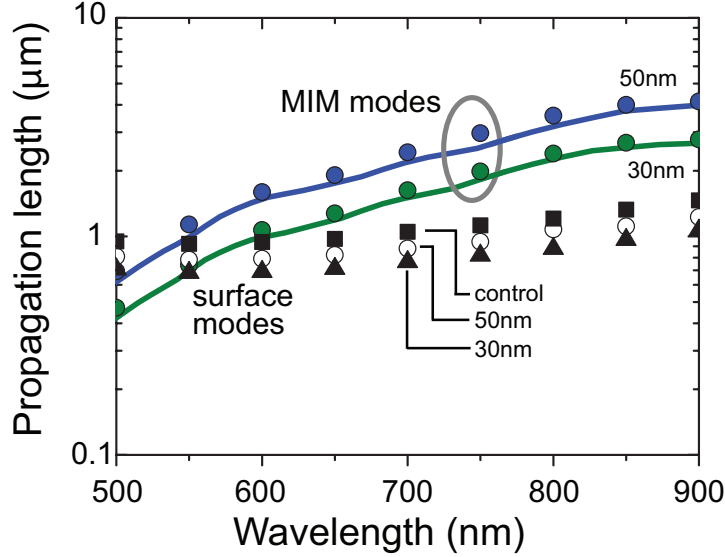 10
50nm
MIM modes
30nm
1
control
50nm
30nm
surface
modes
0.1
500
600
700
800
900
Propagation length (μm)
Wavelength (nm)